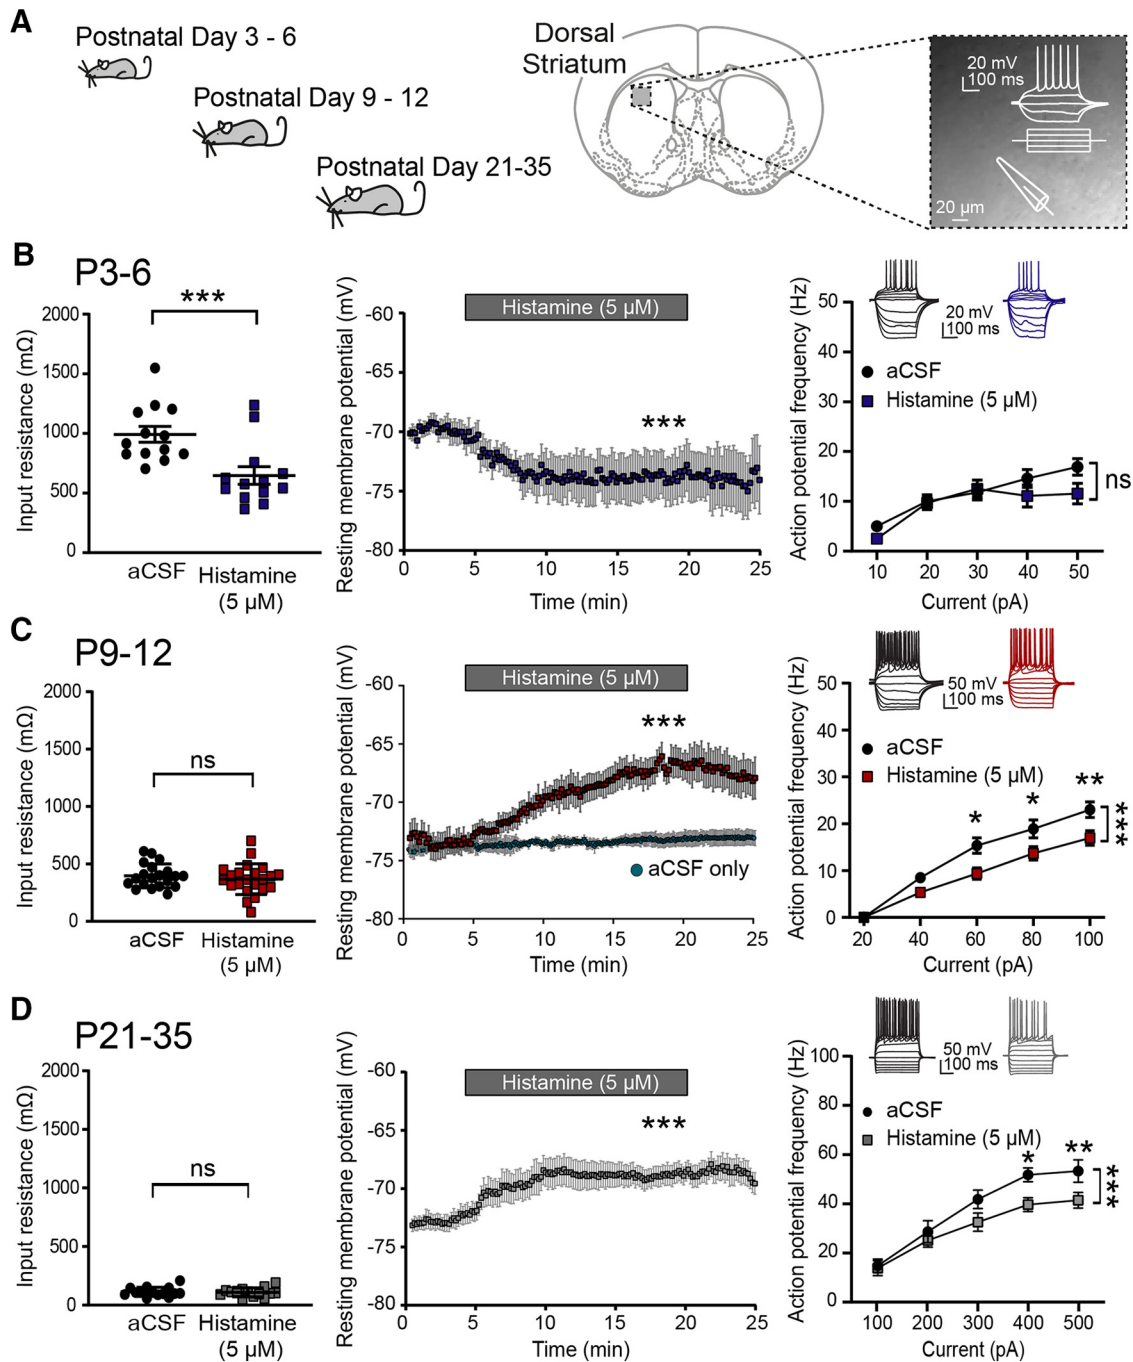 A
Postnatal Day 3 - 6
Postnatal Day 9 - 12
Postnatal Day 21-35
Dorsal
Striatum
20 mV
100 ms
20 µm
B
P3-6
Input resistance (mΩ)
2000
1500
1000
500
0
***
aCSF
Histamine
(5 µM)
Resting membrane potential (mV)
-60
-65
-70
-75
-80
Histamine (5 µM)
***
0
5
10
15
20
25
Time (min)
Action potential frequency (Hz)
50
40
30
20
10
0
20 mV
100 ms
aCSF
Histamine (5 µM)
ns
10
20
30
40
50
Current (pA)
C
P9-12
Input resistance (mΩ)
2000
1500
1000
500
0
ns
aCSF
Histamine
(5 µM)
Resting membrane potential (mV)
-60
-65
-70
-75
-80
Histamine (5 µM)
***
aCSF only
0
5
10
15
20
25
Time (min)
Action potential frequency (Hz)
50
40
30
20
10
0
50 mV
100 ms
aCSF
Histamine (5 µM)
*
*
**
***
20
40
60
80
100
Current (pA)
D
P21-35
Input resistance (mΩ)
2000
1500
1000
500
0
ns
aCSF
Histamine
(5 µM)
Resting membrane potential (mV)
-60
-65
-70
-75
-80
Histamine (5 µM)
***
0
5
10
15
20
25
Time (min)
Action potential frequency (Hz)
100
80
60
40
20
0
50 mV
100 ms
aCSF
Histamine (5 µM)
*
**
***
100
200
300
400
500
Current (pA)